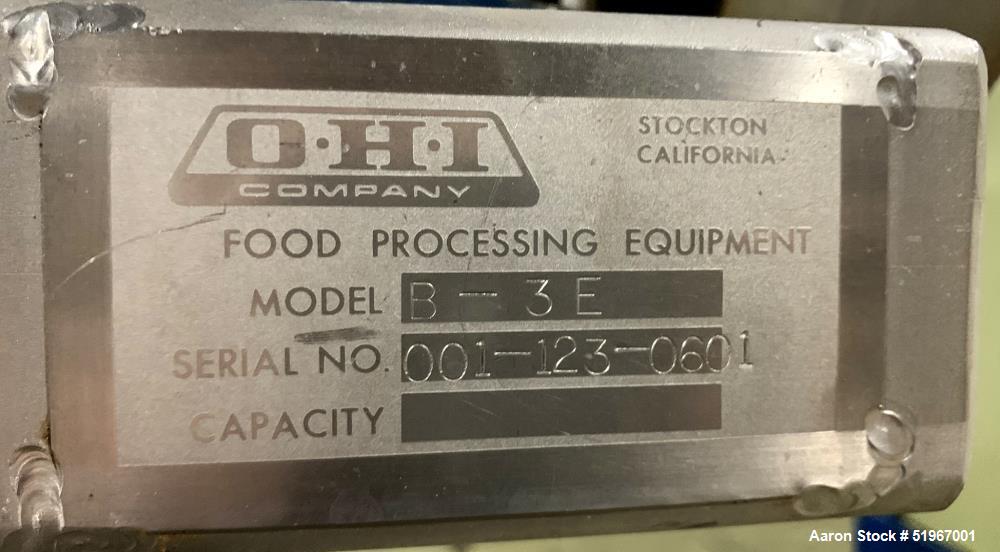 O·H·I
COMPANY
STOCKTON
CALIFORNIA
FOOD PROCESSING EQUIPMENT
MODEL B-3E
SERIAL NO. 001-123-0601
CAPACITY
Aaron Stock # 51967001